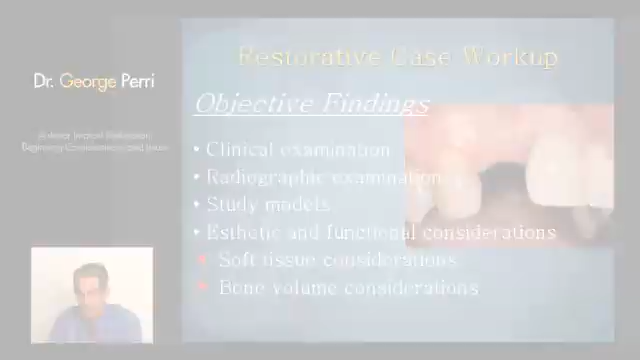 Dr. George Perri
Restorative Case Workup
Objective Findings
• Clinical examination
• Radiographic examination
• Study models
• Esthetic and functional considerations
• Soft tissue considerations
• Bone volume considerations